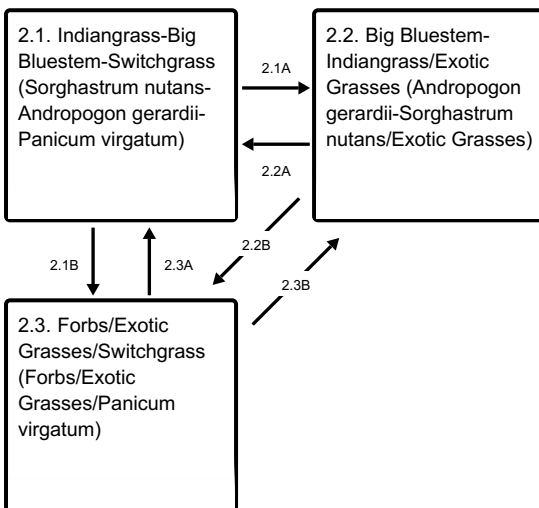 2.1. Indiangrass-Big
Bluestem-Switchgrass
(Sorghastrum nutans-
Andropogon gerardii-
Panicum virgatum)
2.1A
2.2. Big Bluestem-
Indiangrass/Exotic
Grasses (Andropogon
gerardii-Sorghastrum
nutans/Exotic Grasses)
2.2A
2.1B
2.3A
2.2B
2.3B
2.3. Forbs/Exotic
Grasses/Switchgrass
(Forbs/Exotic
Grasses/Panicum
virgatum)